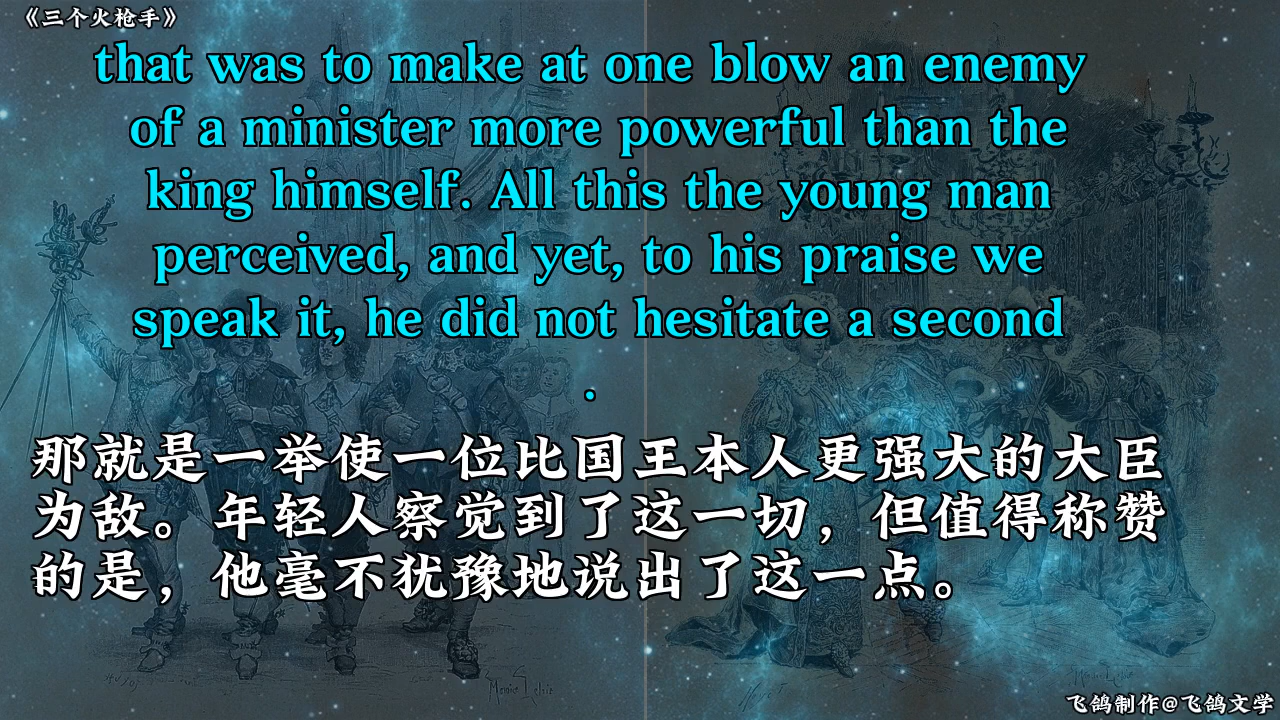 《三个火枪手》
that was to make at one blow an enemy
of a minister more powerful than the
king himself. All this the young man
perceived, and yet, to his praise we
speak it, he did not hesitate a second
.
那就是一举使一位比国王本人更强大的大臣
为敌。年轻人察觉到了这一切，但值得称赞
的是，他毫不犹豫地说出了这一点。
飞鸽制作@飞鸽文学